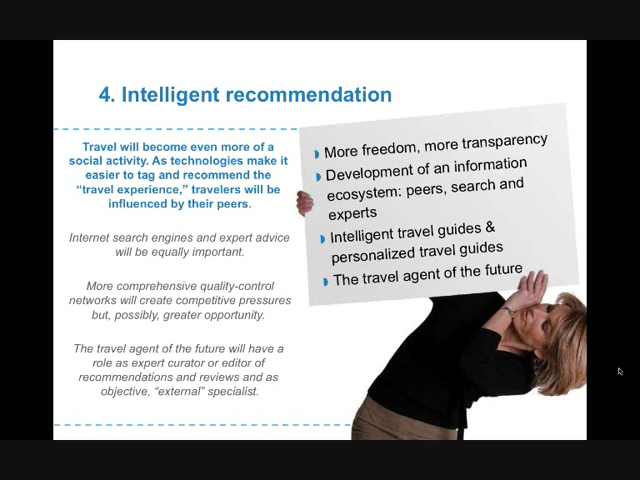 4. Intelligent recommendation
Travel will become even more of a
social activity. As technologies make it
easier to tag and recommend the
“travel experience,” travelers will be
influenced by their peers.
Internet search engines and expert advice
will be equally important.
More comprehensive quality-control
networks will create competitive pressures
but, possibly, greater opportunity.
The travel agent of the future will have a
role as expert curator or editor of
recommendations and reviews and as
objective, “external” specialist.
More freedom, more transparency
Development of an information
ecosystem: peers, search and
experts
Intelligent travel guides &
personalized travel guides
The travel agent of the future